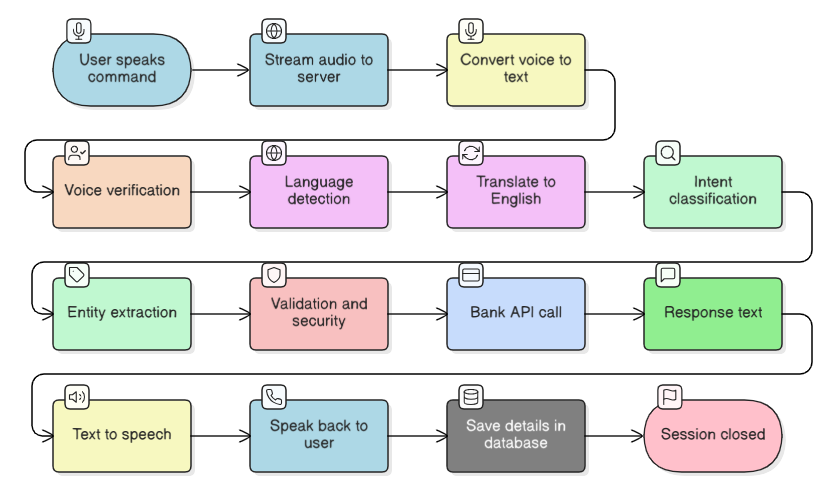 User speaks
command
Stream audio to
server
Convert voice to
text
Voice verification
Language
detection
Translate to
English
Intent
classification
Entity extraction
Validation and
security
Bank API call
Response text
Text to speech
Speak back to
user
Save details in
database
Session closed